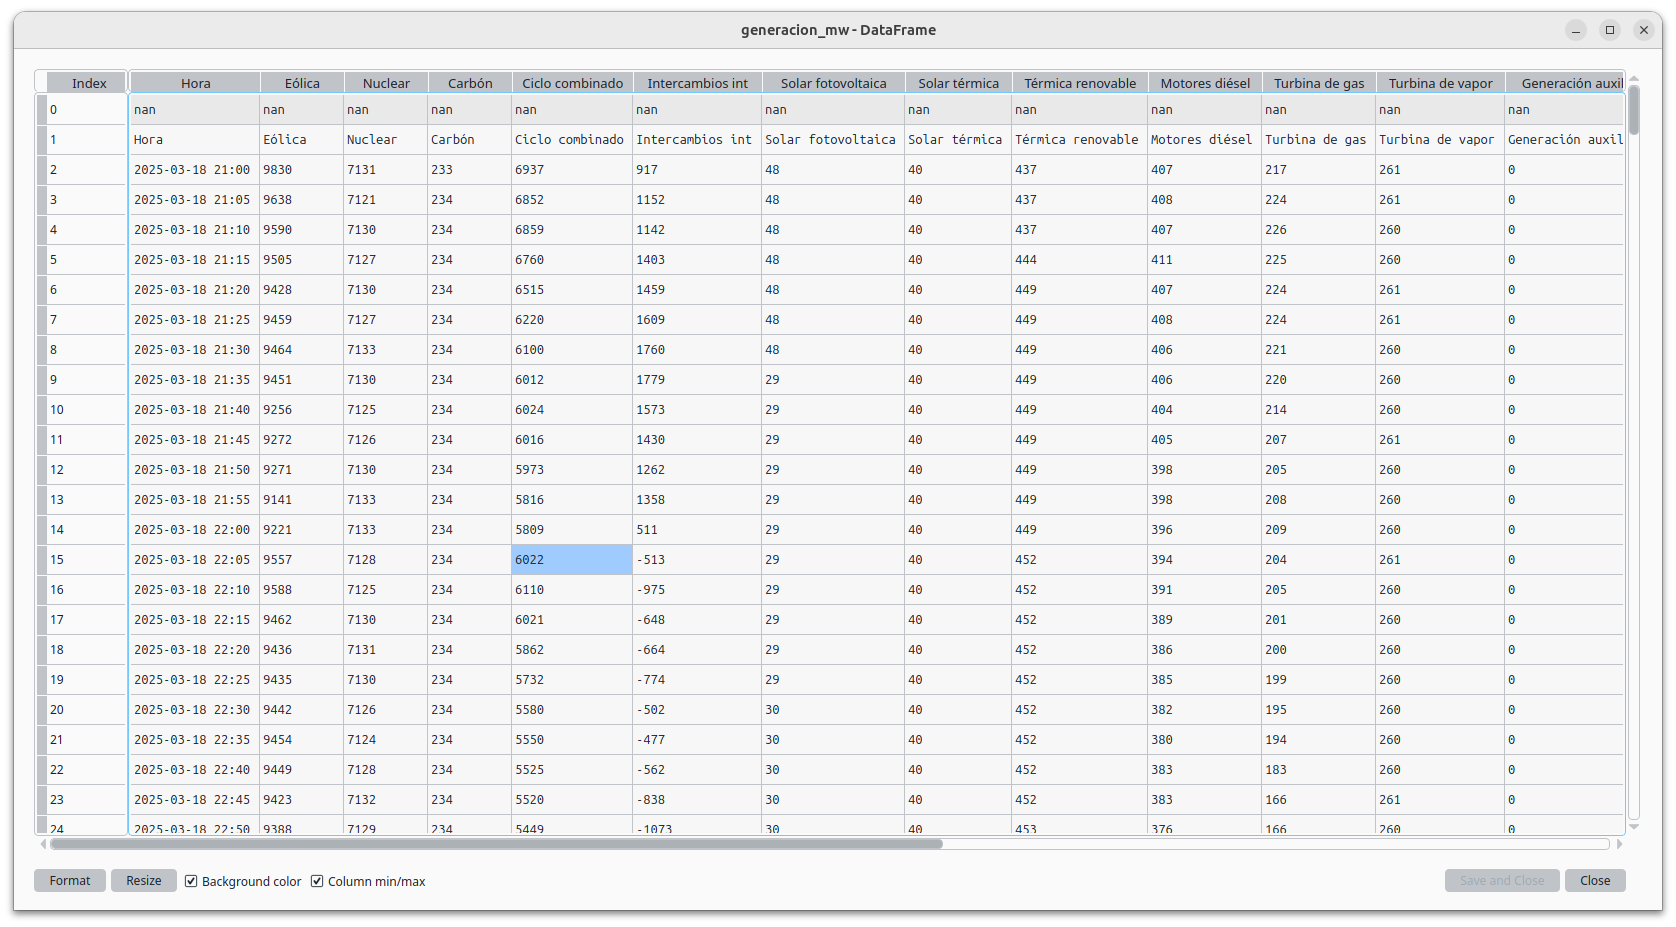 generacion_mw - DataFrame
Index Hora Eólica Nuclear Carbón Ciclo combinado Intercambios int Solar fotovoltaica Solar térmica Térmica renovable Motores diésel Turbina de gas Turbina de vapor Generación auxil
0 nan nan nan nan nan nan nan nan nan nan nan nan nan
1 Hora Eólica Nuclear Carbón Ciclo combinado Intercambios int Solar fotovoltaica Solar térmica Térmica renovable Motores diésel Turbina de gas Turbina de vapor Generación auxil
2 2025-03-18 21:00 9830 7131 233 6937 917 48 40 437 407 217 261 0
3 2025-03-18 21:05 9638 7121 234 6852 1152 48 40 437 408 224 261 0
4 2025-03-18 21:10 9590 7130 234 6859 1142 48 40 437 407 226 260 0
5 2025-03-18 21:15 9505 7127 234 6760 1403 48 40 444 411 225 260 0
6 2025-03-18 21:20 9428 7130 234 6515 1459 48 40 449 407 224 261 0
7 2025-03-18 21:25 9459 7127 234 6220 1609 48 40 449 408 224 261 0
8 2025-03-18 21:30 9464 7133 234 6100 1760 48 40 449 406 221 260 0
9 2025-03-18 21:35 9451 7130 234 6012 1779 29 40 449 406 220 260 0
10 2025-03-18 21:40 9256 7125 234 6024 1573 29 40 449 404 214 260 0
11 2025-03-18 21:45 9272 7126 234 6016 1430 29 40 449 405 207 261 0
12 2025-03-18 21:50 9271 7130 234 5973 1262 29 40 449 398 205 260 0
13 2025-03-18 21:55 9141 7133 234 5816 1358 29 40 449 398 208 260 0
14 2025-03-18 22:00 9221 7133 234 5809 511 29 40 449 396 209 260 0
15 2025-03-18 22:05 9557 7128 234 6022 -513 29 40 452 394 204 261 0
16 2025-03-18 22:10 9588 7125 234 6110 -975 29 40 452 391 205 260 0
17 2025-03-18 22:15 9462 7130 234 6021 -648 29 40 452 389 201 260 0
18 2025-03-18 22:20 9436 7131 234 5862 -664 29 40 452 386 200 260 0
19 2025-03-18 22:25 9435 7130 234 5732 -774 29 40 452 385 199 260 0
20 2025-03-18 22:30 9442 7126 234 5580 -502 30 40 452 382 195 260 0
21 2025-03-18 22:35 9454 7124 234 5550 -477 30 40 452 380 194 260 0
22 2025-03-18 22:40 9449 7128 234 5525 -562 30 40 452 383 183 260 0
23 2025-03-18 22:45 9423 7132 234 5520 -838 30 40 452 383 166 261 0
24 2025-03-18 22:50 9388 7129 234 5449 -1073 30 40 453 376 166 260 0
Format Resize Background color Column min/max Save and Close Close